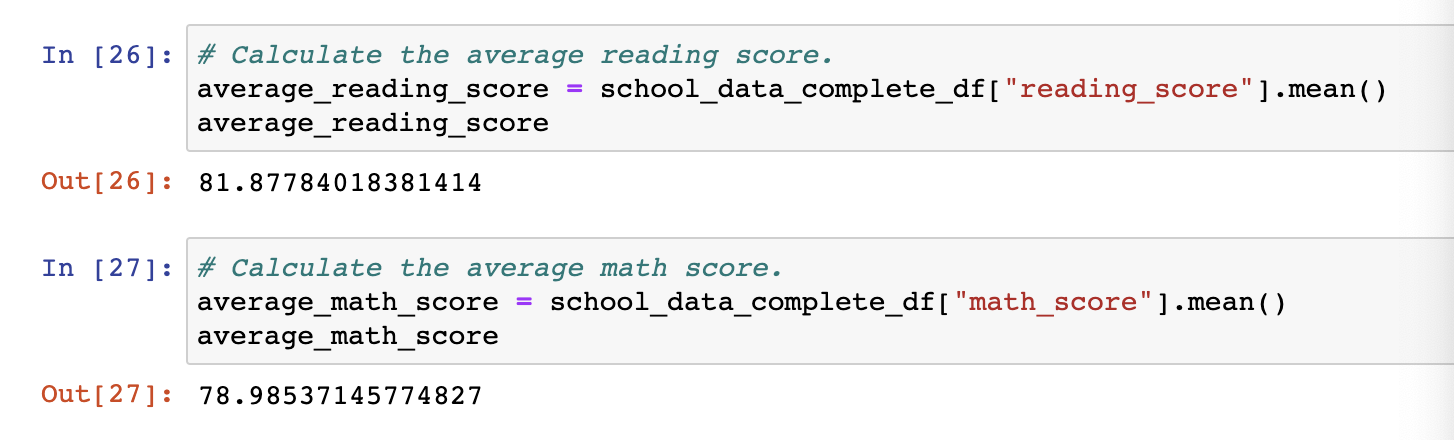 In [26]: # Calculate the average reading score.
average_reading_score = school_data_complete_df["reading_score"].mean()
average_reading_score
Out[26]: 81.87784018381414
In [27]: # Calculate the average math score.
average_math_score = school_data_complete_df["math_score"].mean()
average_math_score
Out[27]: 78.98537145774827